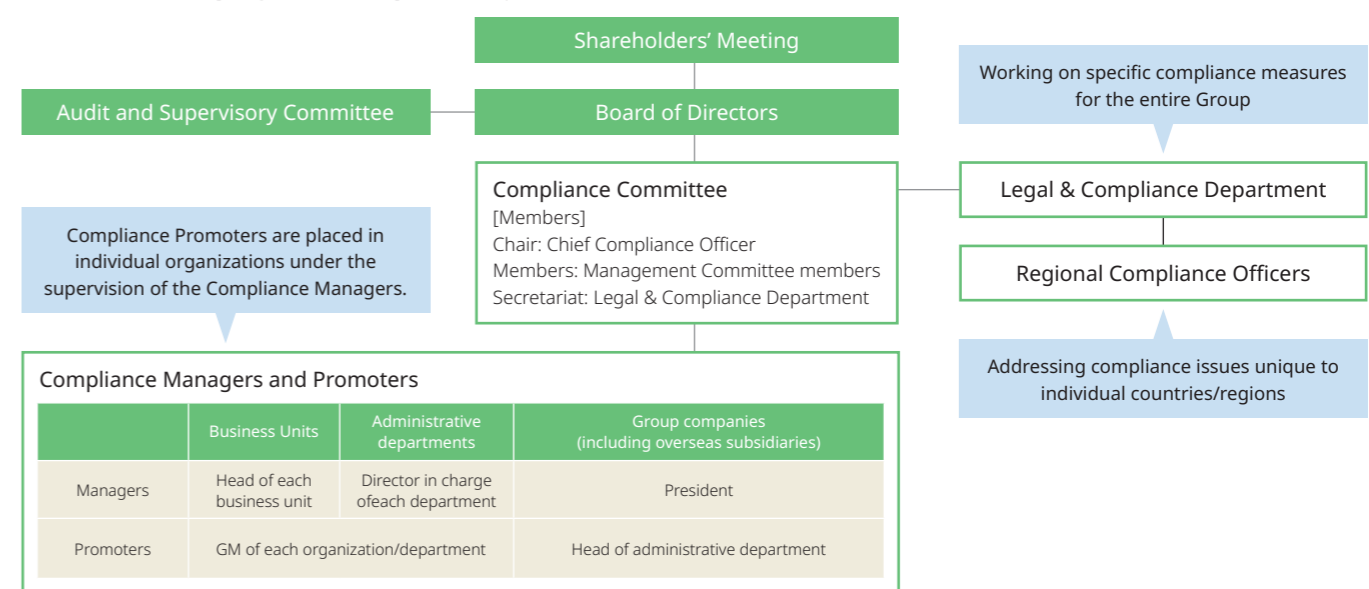 Shareholders' Meeting
Audit and Supervisory Committee
Board of Directors
Working on specific compliance measures
for the entire Group
Compliance Committee
[Members]
Chair: Chief Compliance Officer
Members: Management Committee members
Secretariat: Legal & Compliance Department
Legal & Compliance Department
Regional Compliance Officers
Addressing compliance issues unique to
individual countries/regions
Compliance Promoters are placed in
individual organizations under the
supervision of the Compliance Managers.
Compliance Managers and Promoters
Business Units
Administrative
departments
Group companies
(including overseas subsidiaries)
Managers
Head of each
business unit
Director in charge
ofeach department
President
Promoters
GM of each organization/department
Head of administrative department